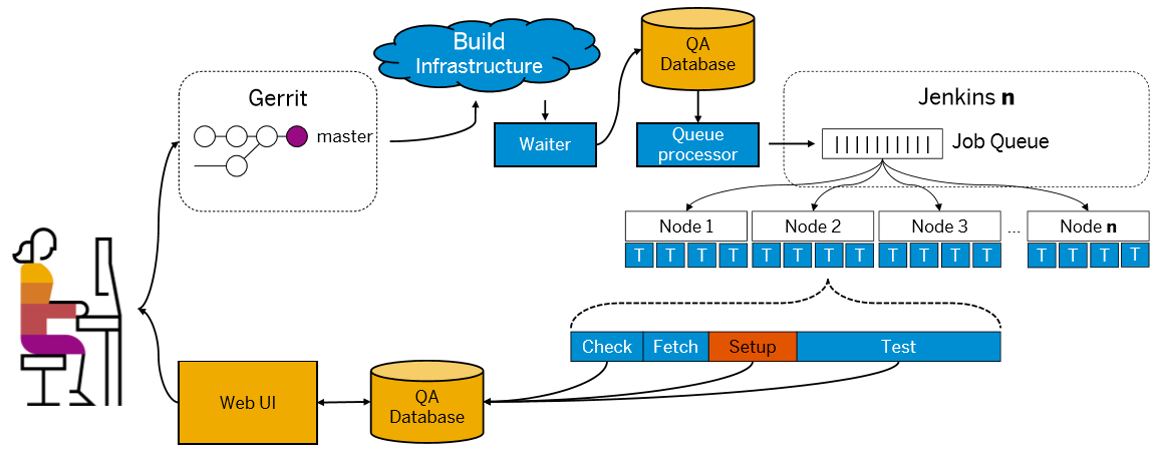 Gerrit
master
Build
Infrastructure
Waiter
QA
Database
Queue
processor
Jenkins n
Job Queue
Node 1
Node 2
Node 3
...
Node n
T T T T
T T T T
T T T T
T T T T
Check
Fetch
Setup
Test
Web UI
QA
Database